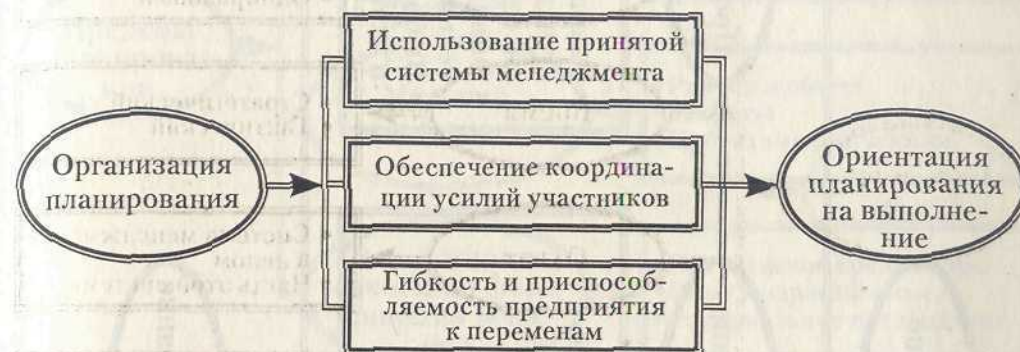 Использование принятой
системы менеджмента
Организация
планирования
Обеспечение координа-
ции усилий участников
Ориентация
планирования
на выполне-
ние
Гибкость и приспособ-
ляемость предприятия
к переменам